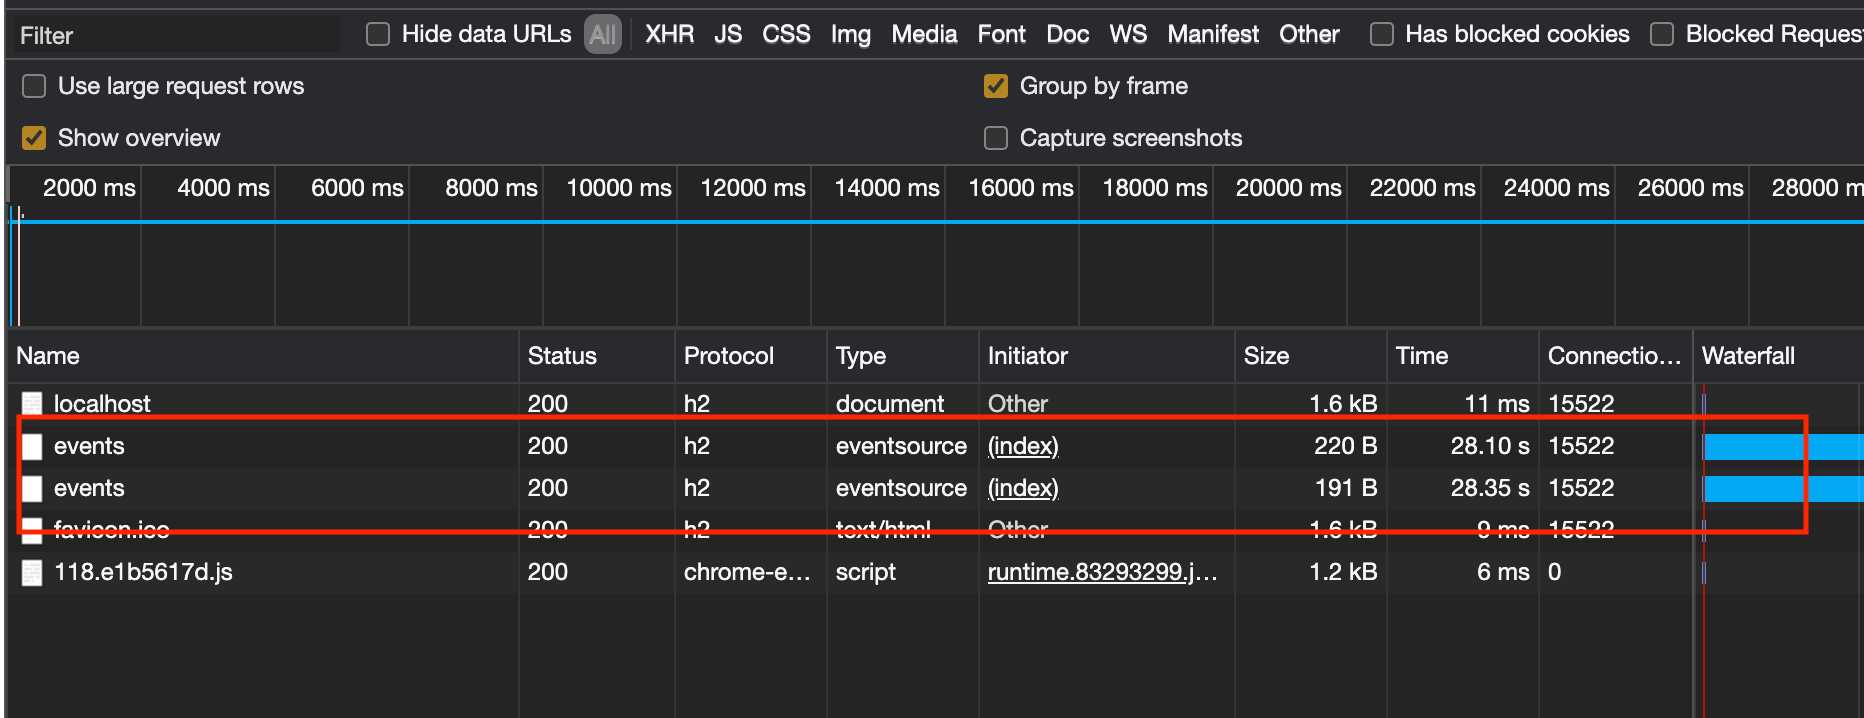 Filter Hide data URLs All XHR JS CSS Img Media Font Doc WS Manifest Other Has blocked cookies Blocked Reques
Use large request rows Group by frame
Show overview Capture screenshots
2000 ms 4000 ms 6000 ms 8000 ms 10000 ms 12000 ms 14000 ms 16000 ms 18000 ms 20000 ms 22000 ms 24000 ms 26000 ms 28000 m
Name Status Protocol Type Initiator Size Time Connectio... Waterfall
localhost 200 h2 document Other 1.6 kB 11 ms 15522
events 200 h2 eventsource (index) 220 B 28.10 s 15522
events 200 h2 eventsource (index) 191 B 28.35 s 15522
favicon.ico 200 h2 text/html Other 1.6 kB 9 ms 15522
118.e1b5617d.js 200 chrome-e... script runtime.83293299.j... 1.2 kB 6 ms 0